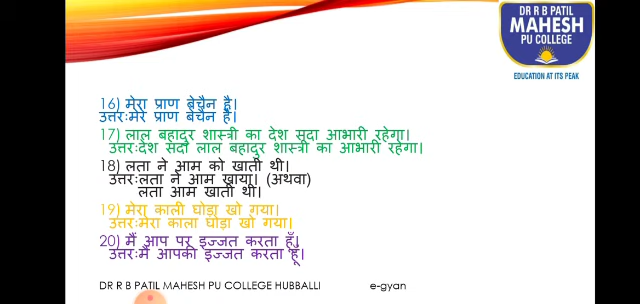 DR R B PATIL
MAHESH
PU COLLEGE
EDUCATION AT ITS PEAK
16) मेरा प्राण बेचैन है।
उत्तरःमेरे प्राण बेचैन हैं।
17) लाल बहादुर शास्त्री का देश सदा आभारी रहेगा।
उत्तरःदेश सदा लाल बहादुर शास्त्री का आभारी रहेगा।
18) लता ने आम को खाती थी।
उत्तरःलता ने आम खाया। (अथवा)
लता आम खाती थी।
19) मेरा काली घोड़ा खो गया।
उत्तरःमेरा काला घोड़ा खो गया।
20) मैं आप पर इज्जत करता हूँ।
उत्तरःमैं आपकी इज्जत करता हूँ।
DR R B PATIL MAHESH PU COLLEGE HUBBALLI e-gyan